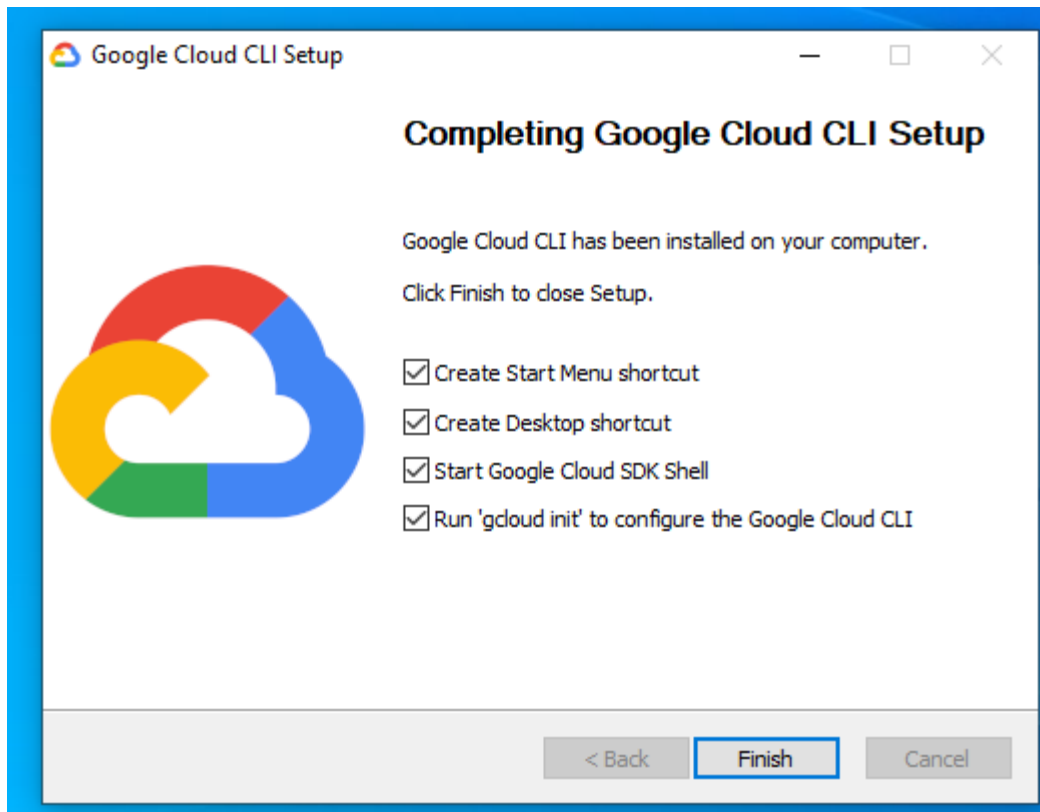 Google Cloud CLI Setup
Completing Google Cloud CLI Setup
Google Cloud CLI has been installed on your computer.
Click Finish to close Setup.
Create Start Menu shortcut
Create Desktop shortcut
Start Google Cloud SDK Shell
Run 'gcloud init' to configure the Google Cloud CLI
< Back
Finish
Cancel